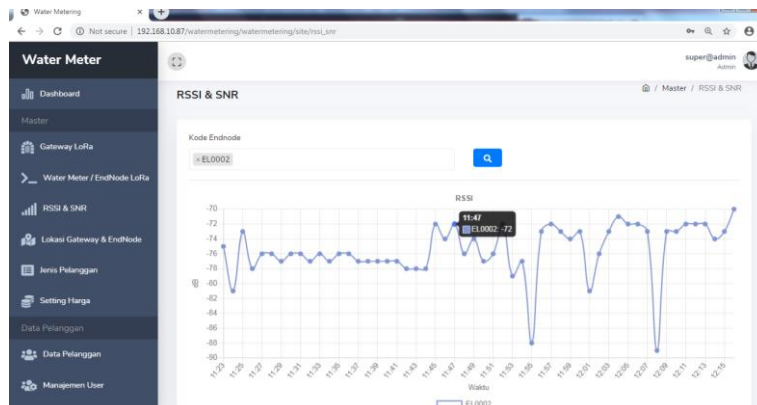 Water Metering
Not secure | 192.168.10.87/watermetering/watermetering/site/rssi_snr
Water Meter
super@admin
Admin
Dashboard
RSSI & SNR
/ Master / RSSI & SNR
Master
Gateway LoRa
Water Meter / EndNode LoRa
RSSI & SNR
Lokasi Gateway & EndNode
Jenis Pelanggan
Setting Harga
Data Pelanggan
Data Pelanggan
Manajemen User
Kode Endnode
× EL0002
RSSI
11:47
EL0002: -72
-70
-72
-74
-76
-78
-80
-82
-84
-86
-88
-90
11:23 11:25 11:27 11:29 11:31 11:33 11:35 11:37 11:39 11:41 11:43 11:45 11:47 11:49 11:51 11:53 11:55 11:57 11:59 12:01 12:03 12:05 12:07 12:09 12:11 12:13 12:15
Waktu
EL0002